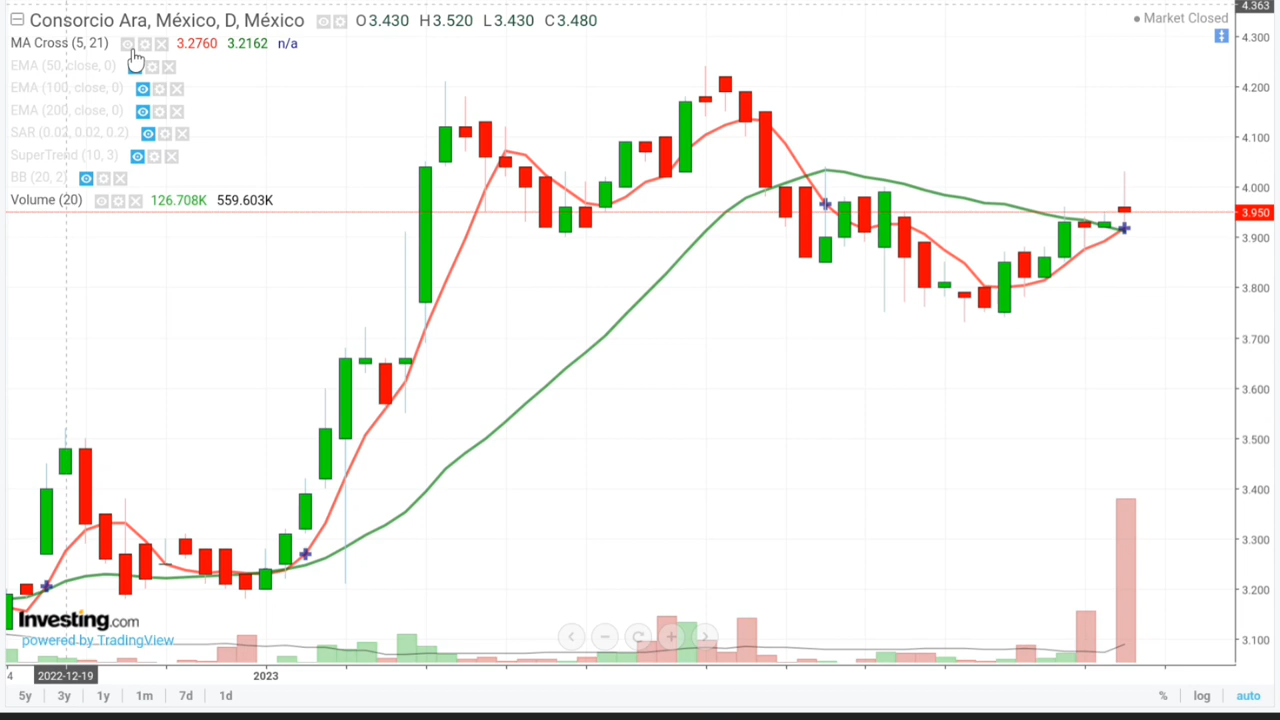 Consorcio Ara, México, D, México O3.430 H3.520 L3.430 C3.480
Market Closed
MA Cross (5, 21) 3.2760 3.2162 n/a
EMA (50, close, 0)
EMA (100, close, 0)
EMA (200, close, 0)
SAR (0.02, 0.02, 0.2)
SuperTrend (10, 3)
BB (20, 2)
Volume (20) 126.708K 559.603K
4.363
4.300
4.200
4.100
4.000
3.950
3.900
3.800
3.700
3.600
3.500
3.400
3.300
3.200
3.100
Investing.com
powered by TradingView
4 2022-12-19 2023
5y 3y 1y 1m 7d 1d % log auto